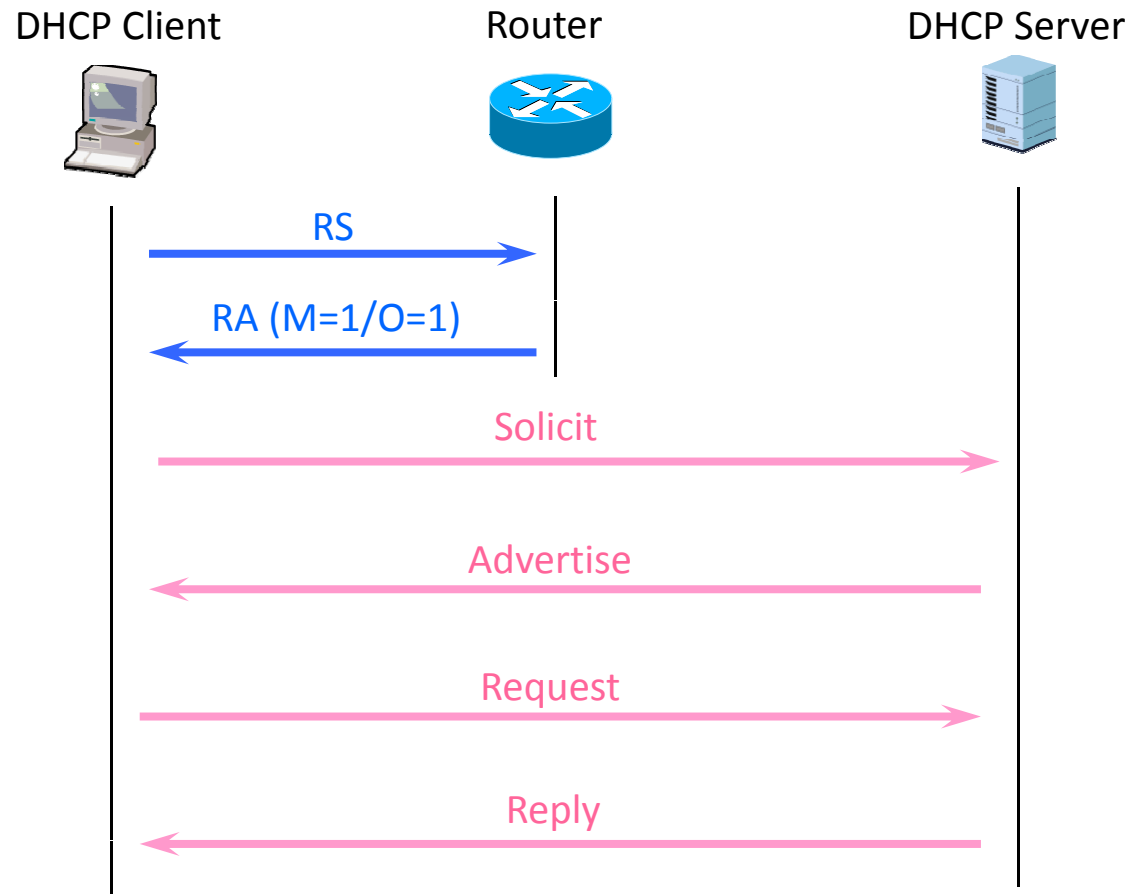 DHCP Client
Router
DHCP Server
RS
RA (M=1/O=1)
Solicit
Advertise
Request
Reply